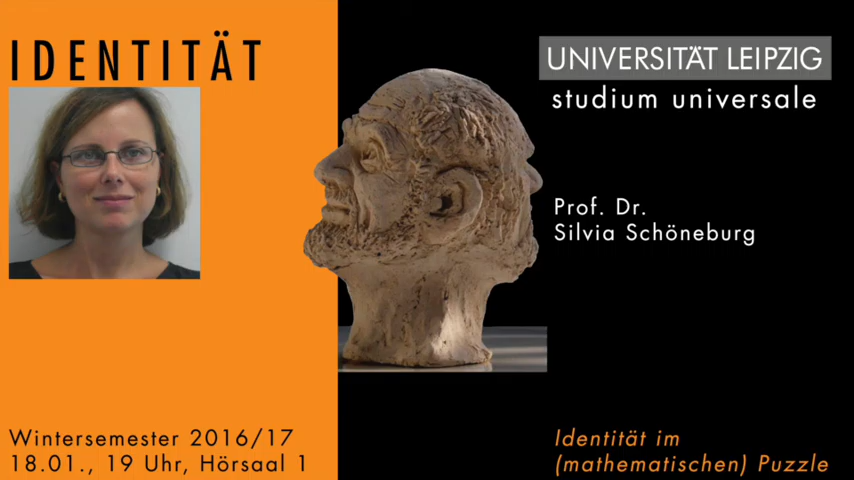 IDENTITÄT
UNIVERSITÄT LEIPZIG
studium universale
Prof. Dr.
Silvia Schöneburg
Wintersemester 2016/17
18.01., 19 Uhr, Hörsaal 1
Identität im
(mathematischen) Puzzle